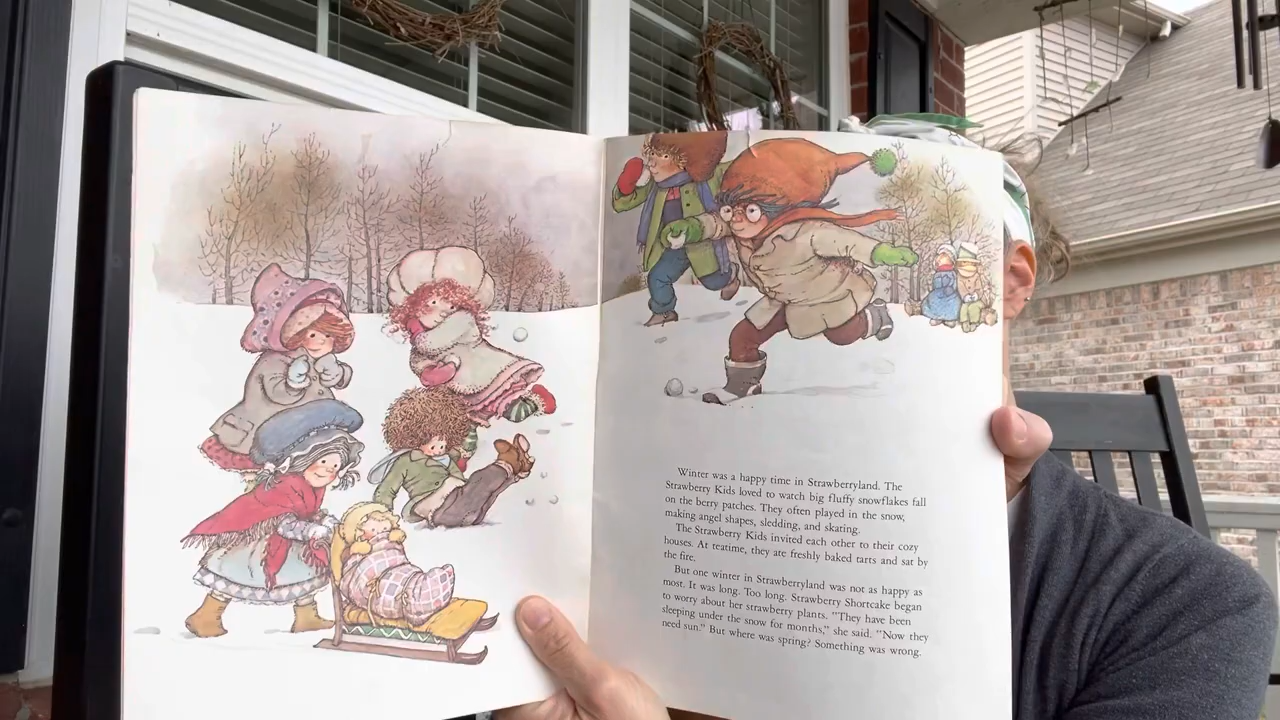 Winter was a happy time in Strawberryland. The
Strawberry Kids loved to watch big fluffy snowflakes fall
on the berry patches. They often played in the snow,
making angel shapes, sledding, and skating.
The Strawberry Kids invited each other to their cozy
houses. At teatime, they ate freshly baked tarts and sat by
the fire.
But one winter in Strawberryland was not as happy as
most. It was long. Too long. Strawberry Shortcake began
to worry about her strawberry plants. "They have been
sleeping under the snow for months," she said. "Now they
need sun." But where was spring? Something was wrong.